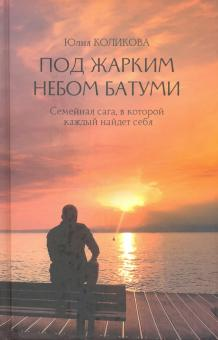 Юлия КОЛИКОВА
ПОД ЖАРКИМ
НЕБОМ БАТУМИ
Семейная сага, в которой
каждый найдет себя